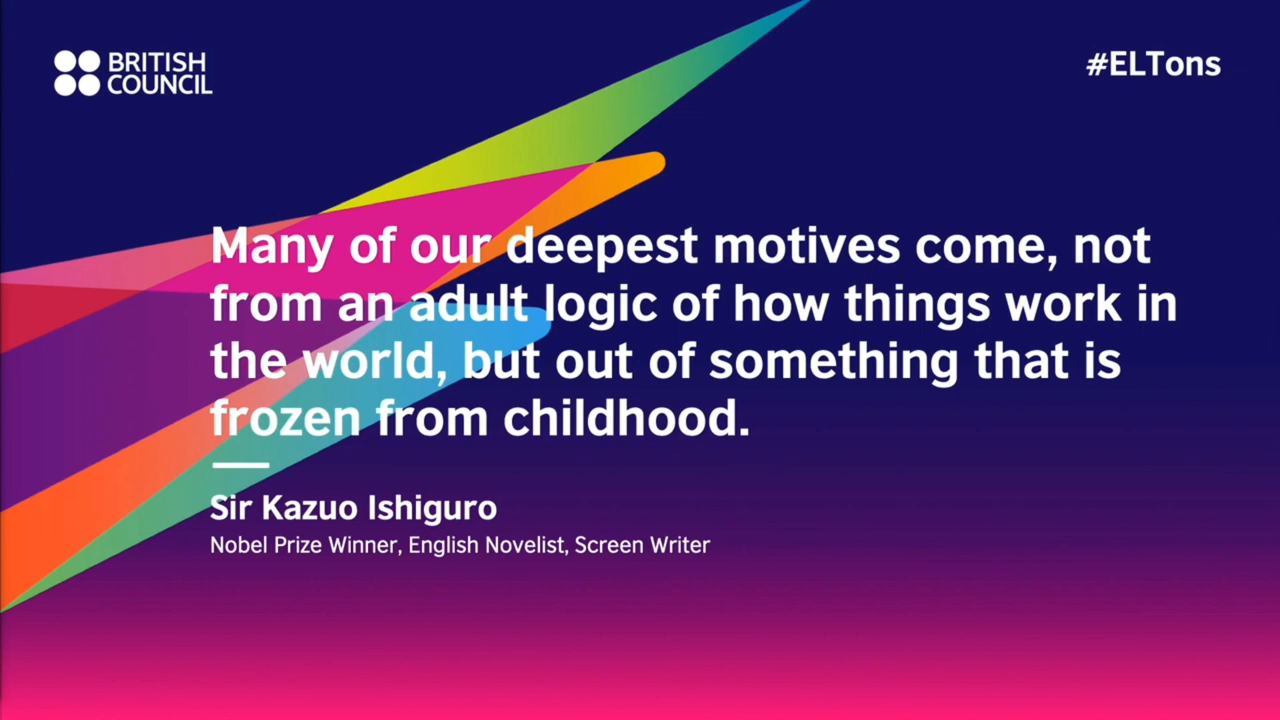 BRITISH
COUNCIL
#ELTons
Many of our deepest motives come, not
from an adult logic of how things work in
the world, but out of something that is
frozen from childhood.
Sir Kazuo Ishiguro
Nobel Prize Winner, English Novelist, Screen Writer